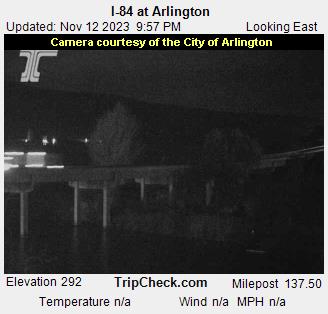 I-84 at Arlington
Updated: Nov 12 2023 9:57 PM Looking East
Camera courtesy of the City of Arlington
Elevation 292 TripCheck.com Milepost 137.50
Temperature n/a Wind n/a MPH n/a